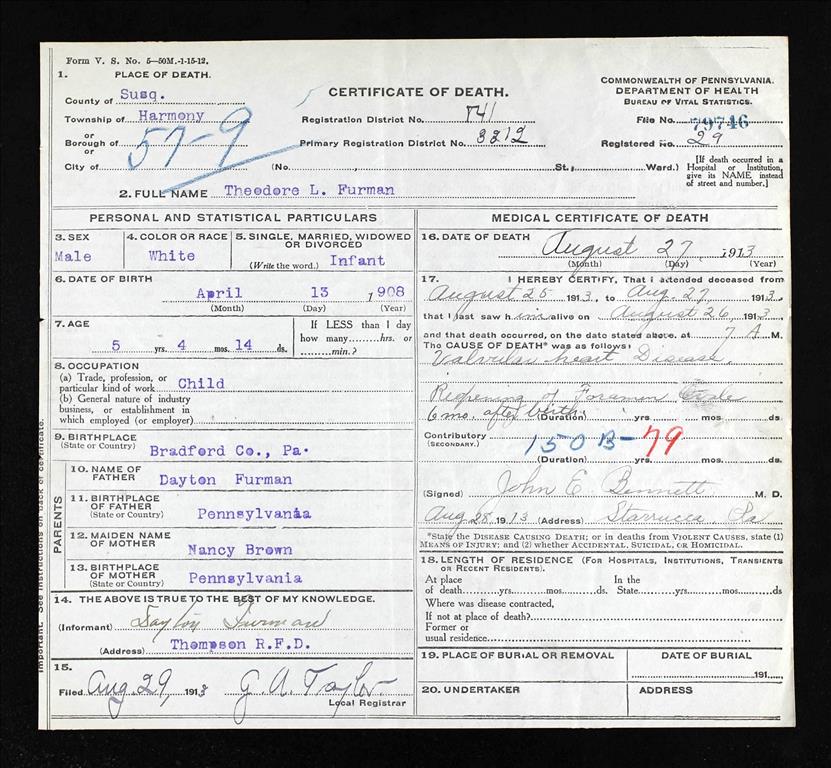 Form V. S. No. 5—50M.-1-15-12.
1. PLACE OF DEATH.
County of Susq.
Township of Harmony
or
Borough of
or
City of
57-9
CERTIFICATE OF DEATH.
Registration District No. 741
Primary Registration District No. 3212
(No. St., Ward.)
COMMONWEALTH OF PENNSYLVANIA.
DEPARTMENT OF HEALTH
BUREAU OF VITAL STATISTICS.
File No. 79746
Registered No. 29
[If death occurred in a Hospital or Institution, give its NAME instead of street and number.]
2. FULL NAME Theodore L. Furman
PERSONAL AND STATISTICAL PARTICULARS
3. SEX
Male
4. COLOR OR RACE
White
5. SINGLE, MARRIED, WIDOWED OR DIVORCED
(Write the word.) Infant
6. DATE OF BIRTH
April 13 1908
(Month) (Day) (Year)
7. AGE
5 yrs. 4 mos. 14 ds.
If LESS than 1 day
how many hrs. or
min.?
8. OCCUPATION
(a) Trade, profession, or
particular kind of work Child
(b) General nature of industry
business, or establishment in
which employed (or employer)
9. BIRTHPLACE
(State or Country)
Bradford Co., Pa.
PARENTS
10. NAME OF FATHER
Dayton Furman
11. BIRTHPLACE OF FATHER
(State or Country)
Pennsylvania
12. MAIDEN NAME OF MOTHER
Nancy Brown
13. BIRTHPLACE OF MOTHER
(State or Country)
Pennsylvania
14. THE ABOVE IS TRUE TO THE BEST OF MY KNOWLEDGE.
(Informant) Dayton Furman
(Address) Thompson R.F.D.
15.
Filed Aug. 29, 1913 G. A. Taylor
Local Registrar
Important. See instructions on back of certificate.
MEDICAL CERTIFICATE OF DEATH
16. DATE OF DEATH
August 27, 1913
(Month) (Day) (Year)
17. I HEREBY CERTIFY, That I attended deceased from
August 25 1913, to Aug. 27 1913,
that I last saw him alive on August 26, 1913
and that death occurred, on the date stated above, at 7 A M.
The CAUSE OF DEATH* was as follows:
Valvular heart Disease,
Reopening of Foramen Ovale
6 mo. after birth. (Duration) yrs. mos. ds.
Contributory
(SECONDARY.)
150B-79
(Duration) yrs. mos. ds.
(Signed) John E Bennett M. D.
Aug 28, 1913 (Address) Starrucca Pa
*State the DISEASE CAUSING DEATH; or in deaths from VIOLENT CAUSES, state (1) MEANS OF INJURY; and (2) whether ACCIDENTAL, SUICIDAL, OR HOMICIDAL.
18. LENGTH OF RESIDENCE (FOR HOSPITALS, INSTITUTIONS, TRANSIENTS OR RECENT RESIDENTS).
At place
of death yrs. mos. ds.
In the
State yrs. mos. ds
Where was disease contracted,
If not at place of death?
Former or
usual residence
19. PLACE OF BURIAL OR REMOVAL
DATE OF BURIAL
191
20. UNDERTAKER
ADDRESS